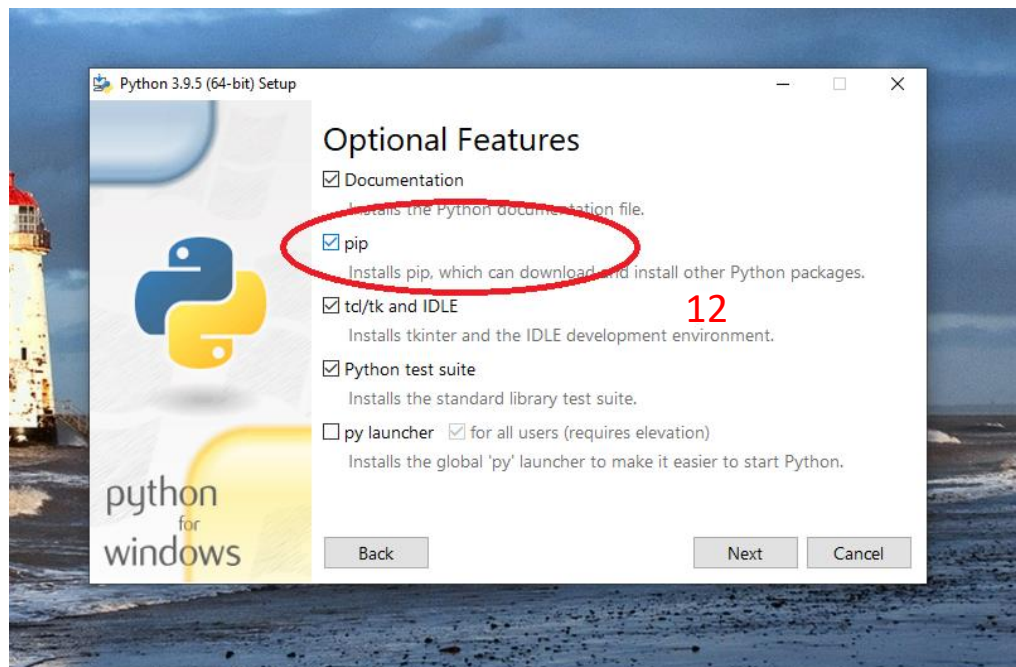 Python 3.9.5 (64-bit) Setup
Optional Features
Documentation
Installs the Python documentation file.
pip
Installs pip, which can download and install other Python packages.
tcl/tk and IDLE
12
Installs tkinter and the IDLE development environment.
Python test suite
Installs the standard library test suite.
py launcher for all users (requires elevation)
Installs the global 'py' launcher to make it easier to start Python.
python
for
windows
Back Next Cancel